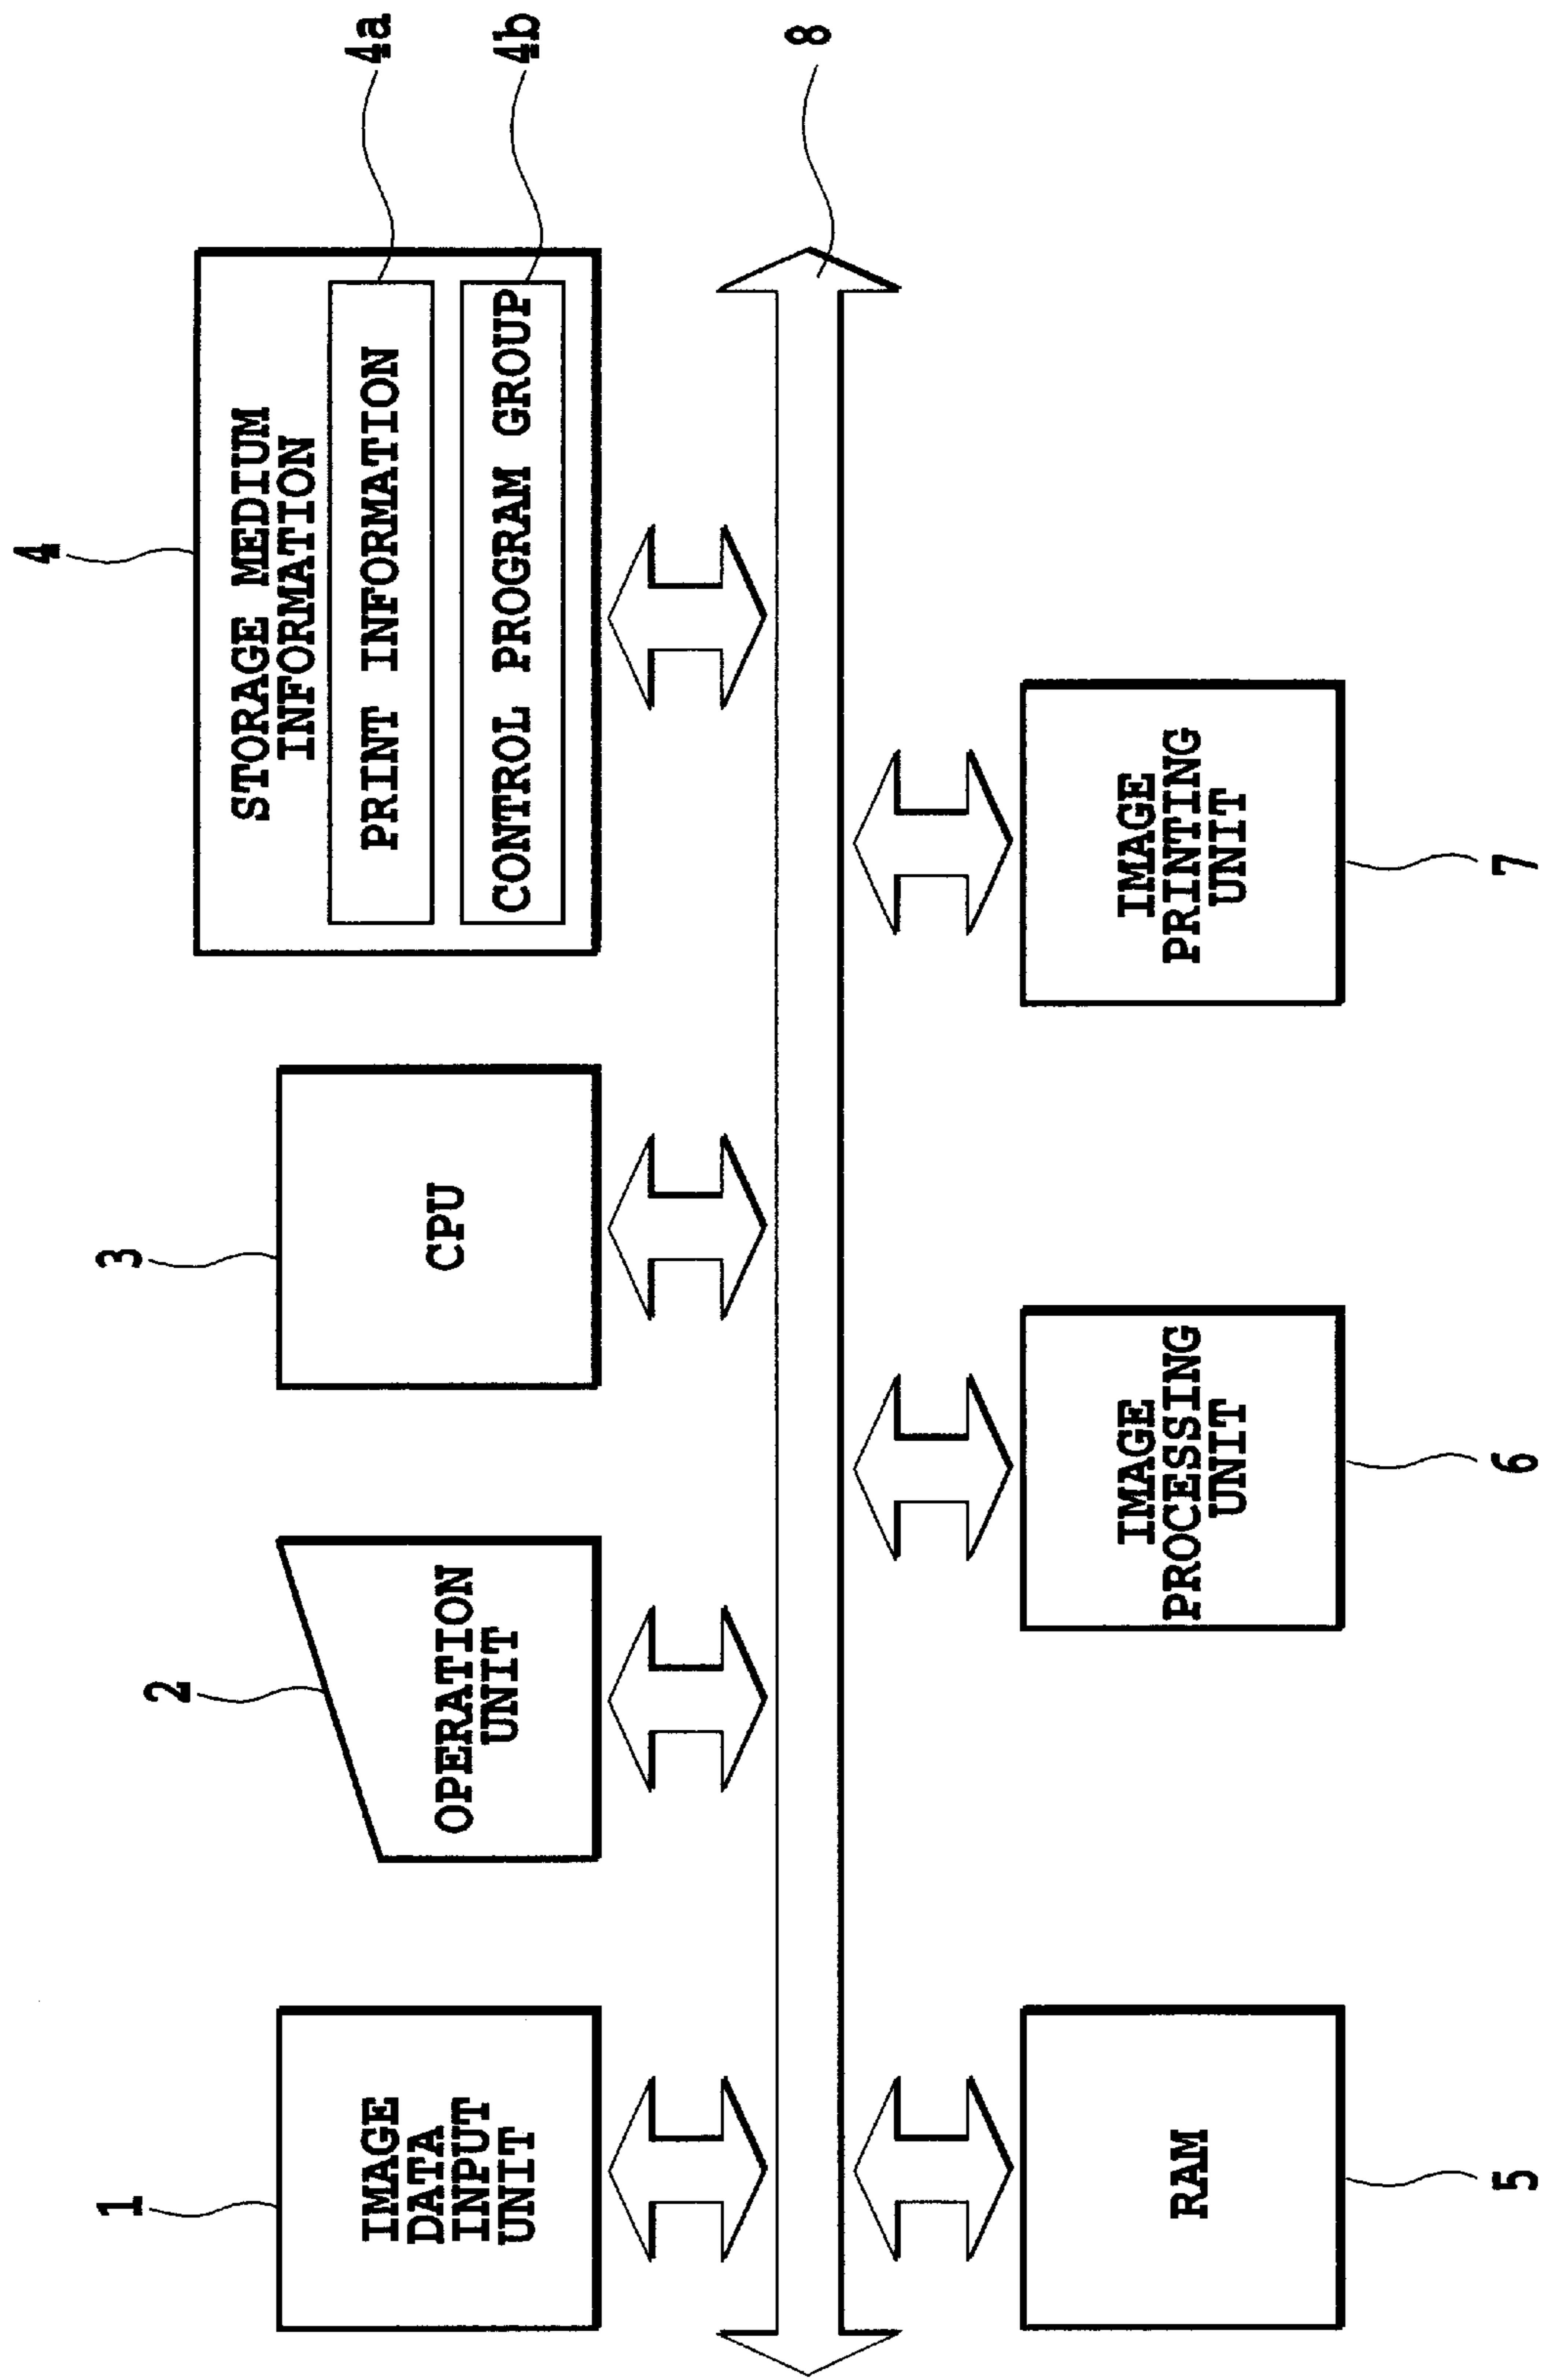 1
IMAGE
DATA
INPUT
UNIT
2
OPERATION
UNIT
3
CPU
4
STORAGE MEDIUM
INFORMATION
PRINT INFORMATION
4a
CONTROL PROGRAM GROUP
4b
8
RAM
5
IMAGE
PROCESSING
UNIT
6
IMAGE
PRINTING
UNIT
7